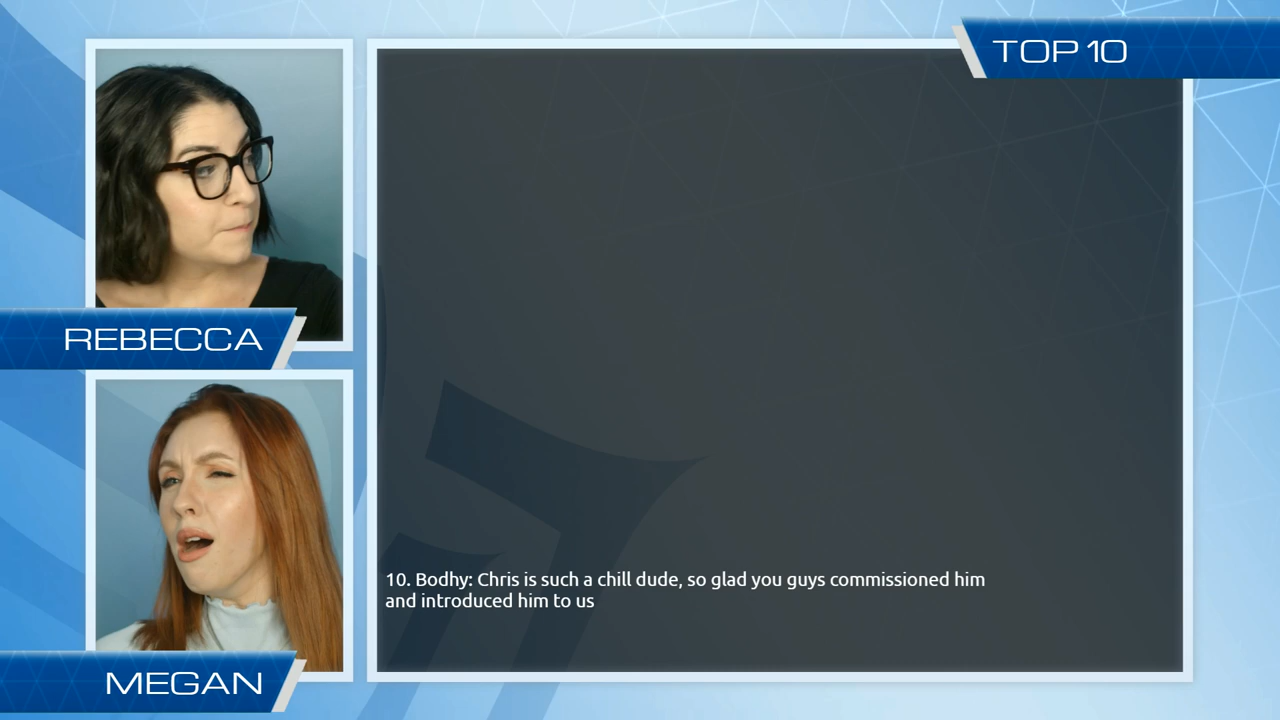 TOP 10
REBECCA
MEGAN
10. Bodhy: Chris is such a chill dude, so glad you guys commissioned him
and introduced him to us